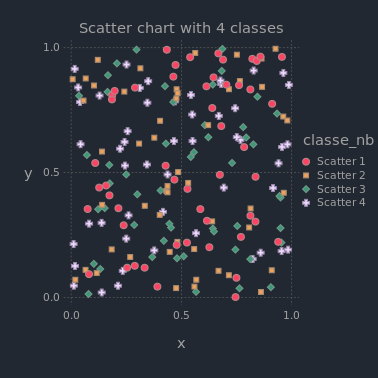 Scatter chart with 4 classes
1.0
0.5
0.0
y
0.0
0.5
1.0
x
classe_nb
Scatter 1
Scatter 2
Scatter 3
Scatter 4